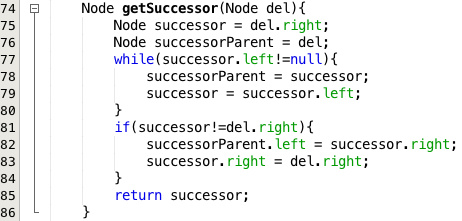 74 Node getSuccessor(Node del){
75 Node successor = del.right;
76 Node successorParent = del;
77 while(successor.left!=null){
78 successorParent = successor;
79 successor = successor.left;
80 }
81 if(successor!=del.right){
82 successorParent.left = successor.right;
83 successor.right = del.right;
84 }
85 return successor;
86 }